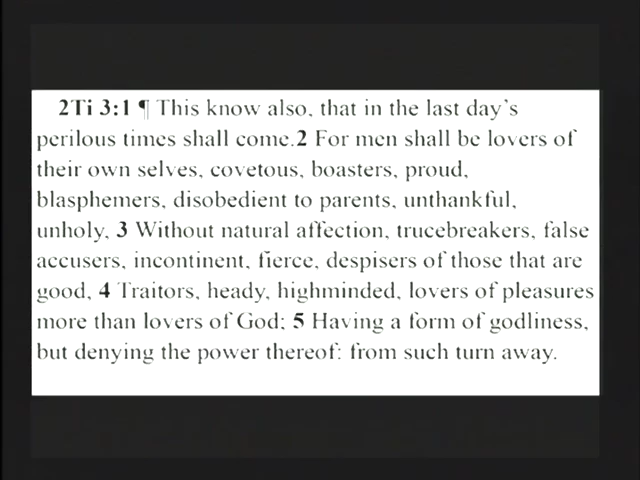 2Ti 3:1 ¶ This know also, that in the last day's
perilous times shall come.2 For men shall be lovers of
their own selves, covetous, boasters, proud,
blasphemers, disobedient to parents, unthankful,
unholy, 3 Without natural affection, trucebreakers, false
accusers, incontinent, fierce, despisers of those that are
good, 4 Traitors, heady, highminded, lovers of pleasures
more than lovers of God; 5 Having a form of godliness,
but denying the power thereof: from such turn away.